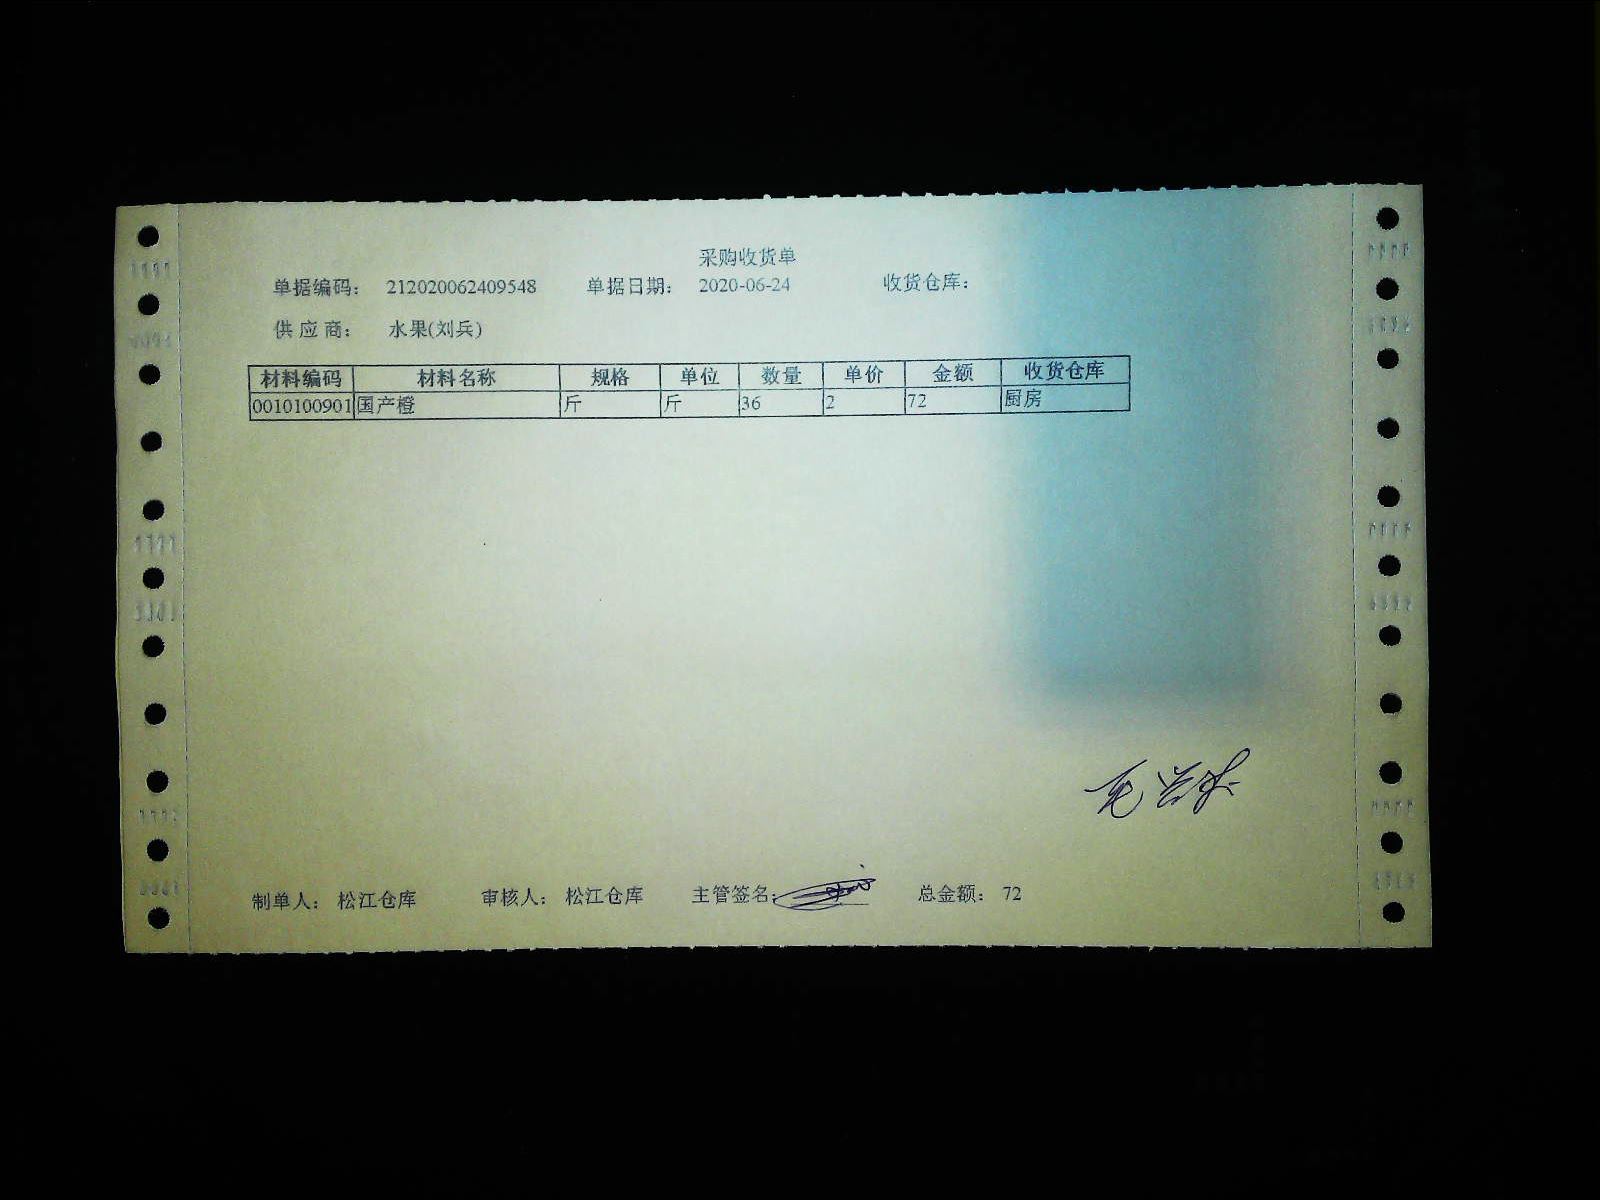 采购收货单
单据编码： 212020062409548 单据日期： 2020-06-24 收货仓库：
供应商： 水果(刘兵)
材料编码 材料名称 规格 单位 数量 单价 金额 收货仓库
0010100901 国产橙 斤 斤 36 2 72 厨房
制单人： 松江仓库 审核人： 松江仓库 主管签名： 总金额： 72